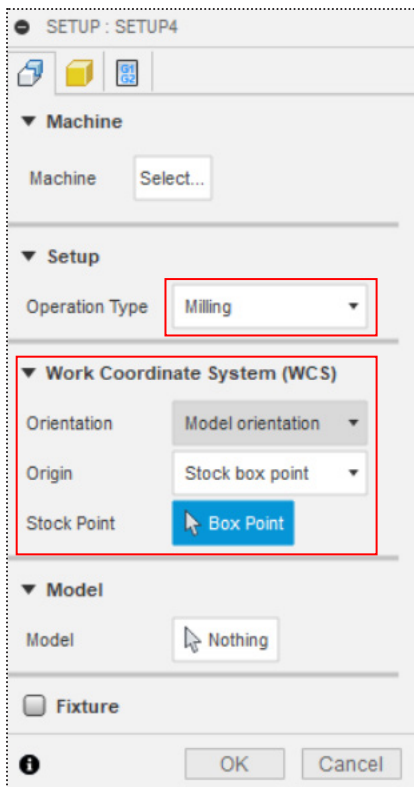 SETUP : SETUP4
G1
G2
Machine
Machine Select...
Setup
Operation Type Milling
Work Coordinate System (WCS)
Orientation Model orientation
Origin Stock box point
Stock Point Box Point
Model
Model Nothing
Fixture
i OK Cancel